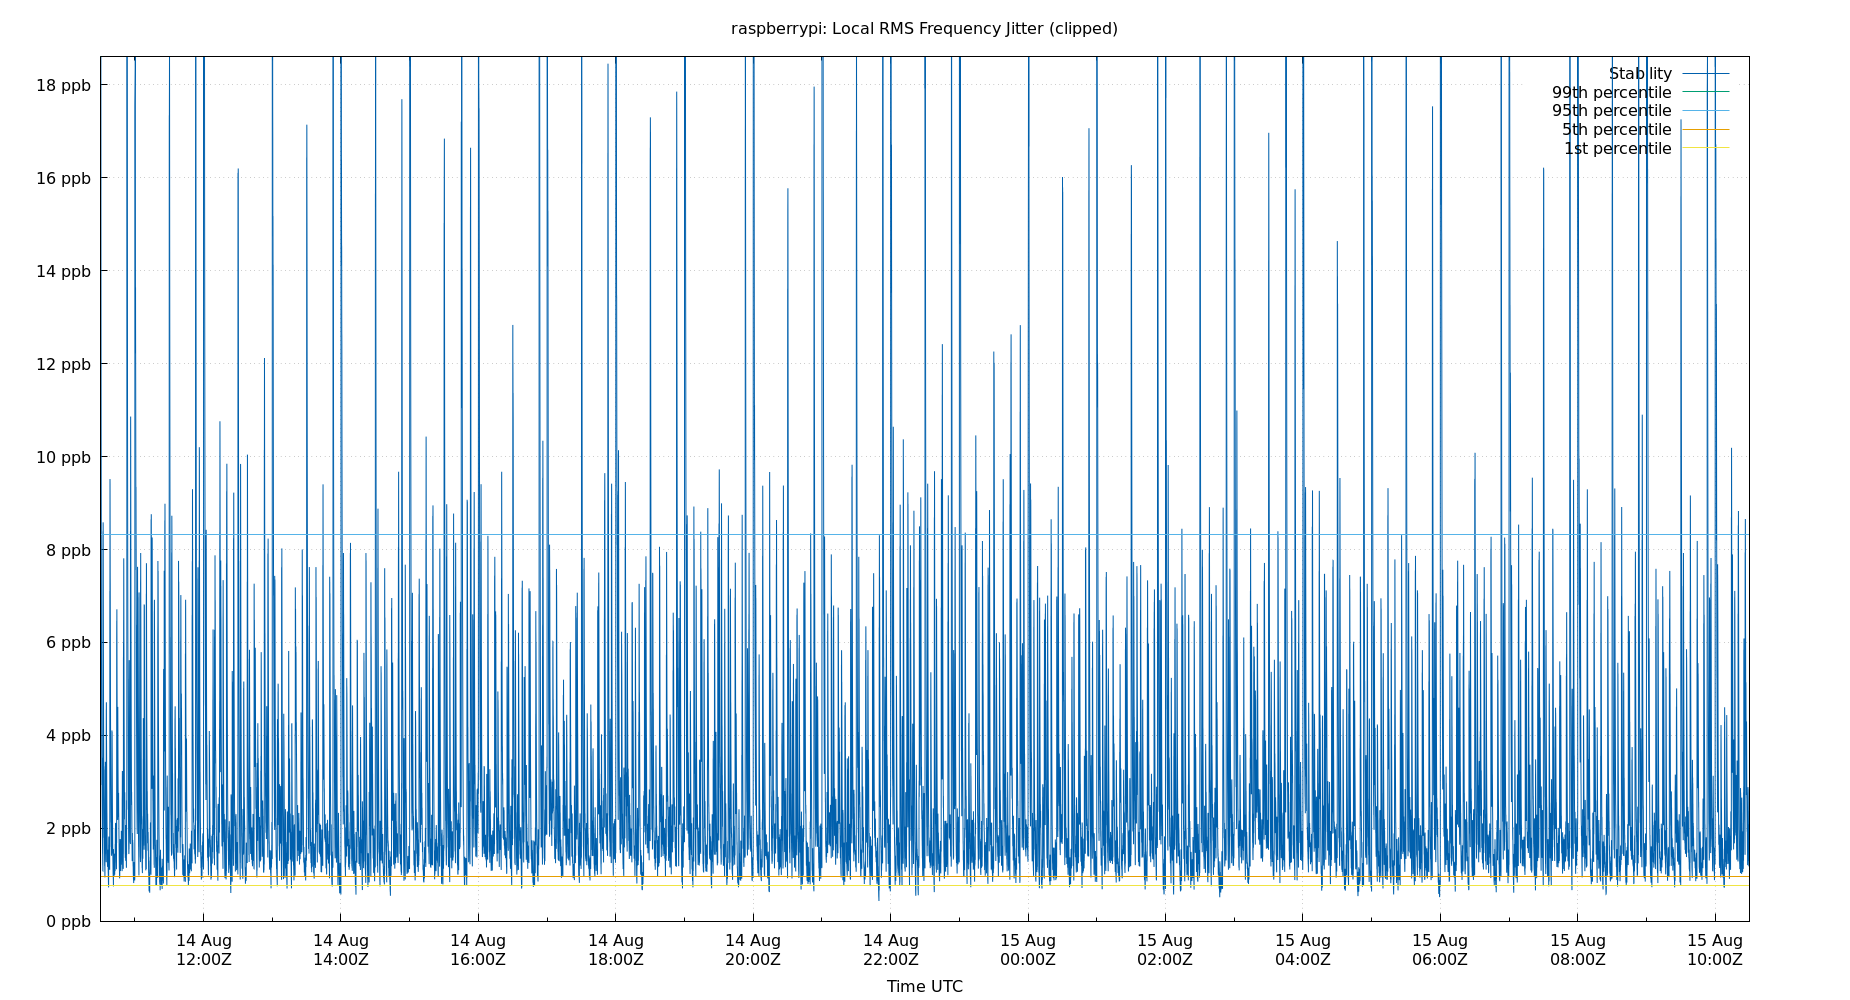 raspberrypi: Local RMS Frequency Jitter (clipped)
18 ppb
16 ppb
14 ppb
12 ppb
10 ppb
8 ppb
6 ppb
4 ppb
2 ppb
0 ppb
Stability
99th percentile
95th percentile
5th percentile
1st percentile
14 Aug 14 Aug 14 Aug 14 Aug 14 Aug 14 Aug 15 Aug 15 Aug 15 Aug 15 Aug 15 Aug 15 Aug
12:00Z 14:00Z 16:00Z 18:00Z 20:00Z 22:00Z 00:00Z 02:00Z 04:00Z 06:00Z 08:00Z 10:00Z
Time UTC